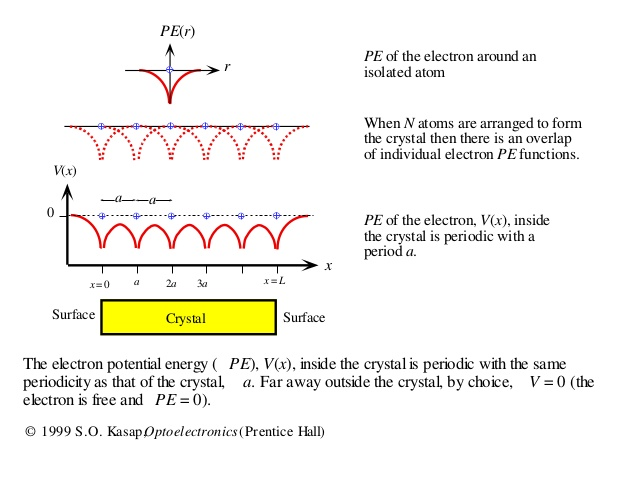 PE(r)
r
PE of the electron around an
isolated atom
When N atoms are arranged to form
the crystal then there is an overlap
of individual electron PE functions.
V(x)
a a
0
PE of the electron, V(x), inside
the crystal is periodic with a
period a.
x
x=0 a 2a 3a x=L
Surface Crystal Surface
The electron potential energy ( PE), V(x), inside the crystal is periodic with the same
periodicity as that of the crystal, a. Far away outside the crystal, by choice, V = 0 (the
electron is free and PE = 0).
© 1999 S.O. Kasap, Optoelectronics (Prentice Hall)